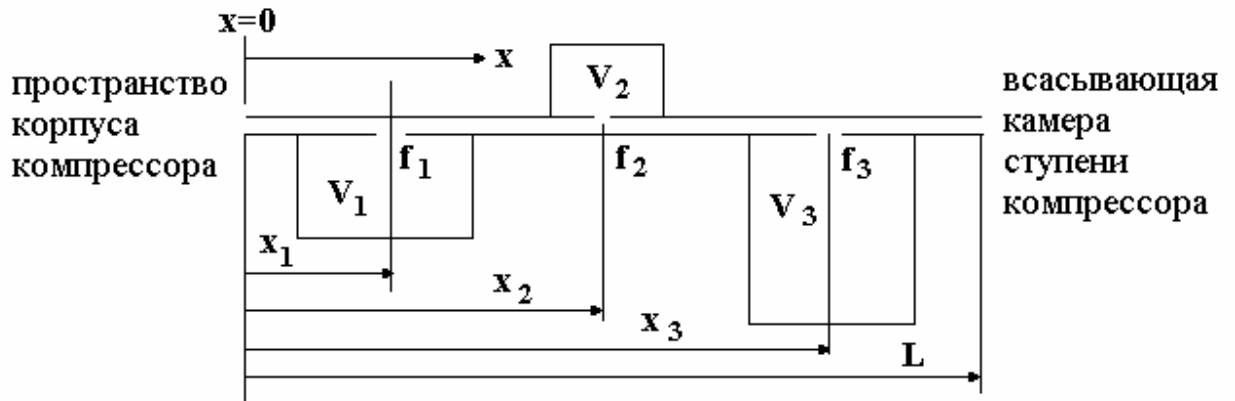 x=0
x
пространство
корпуса
компрессора
V2
всасывающая
камера
ступени
компрессора
V1
f1
f2
V3
f3
x1
x2
x3
L